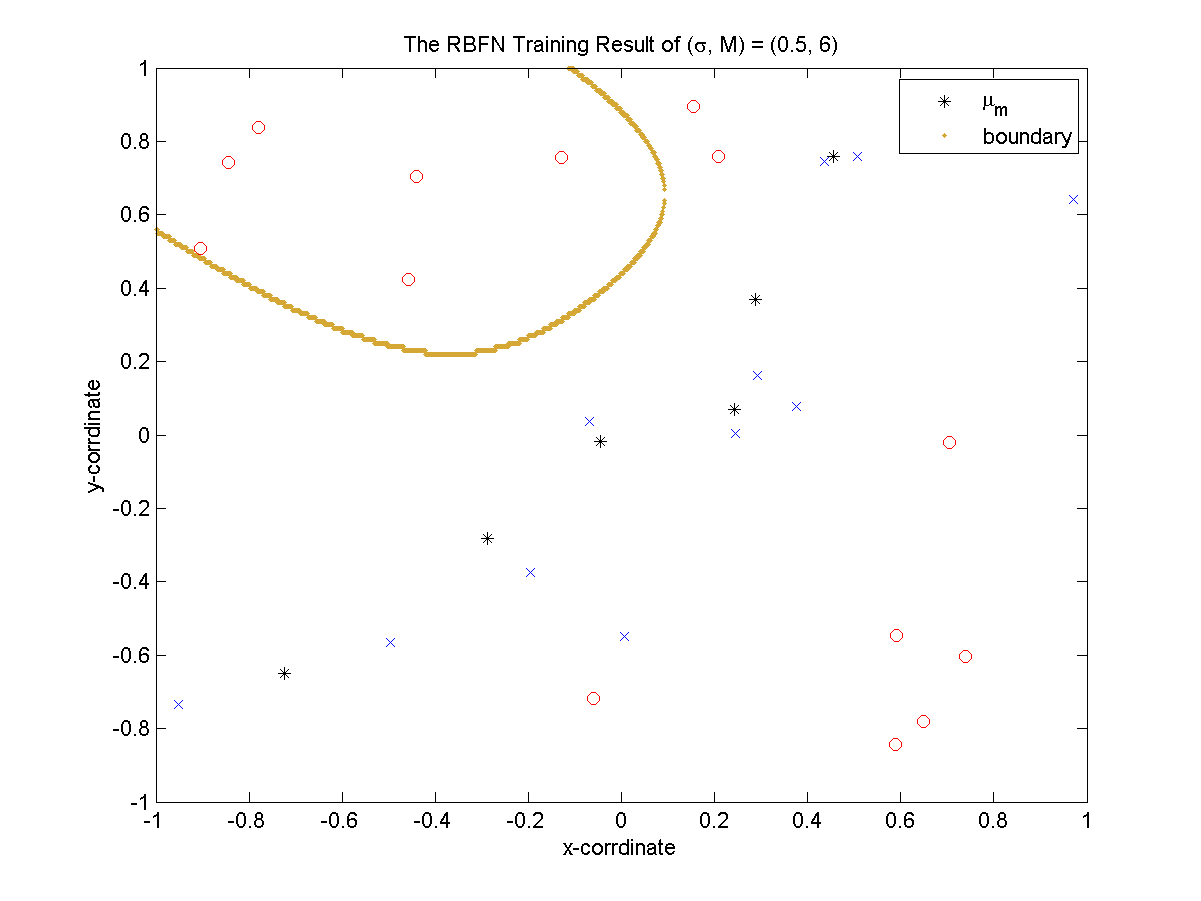 The RBFN Training Result of (σ, M) = (0.5, 6)
1
0.8
0.6
0.4
0.2
0
-0.2
-0.4
-0.6
-0.8
-1
y-corrdinate
μm
boundary
-1 -0.8 -0.6 -0.4 -0.2 0 0.2 0.4 0.6 0.8 1
x-corrdinate